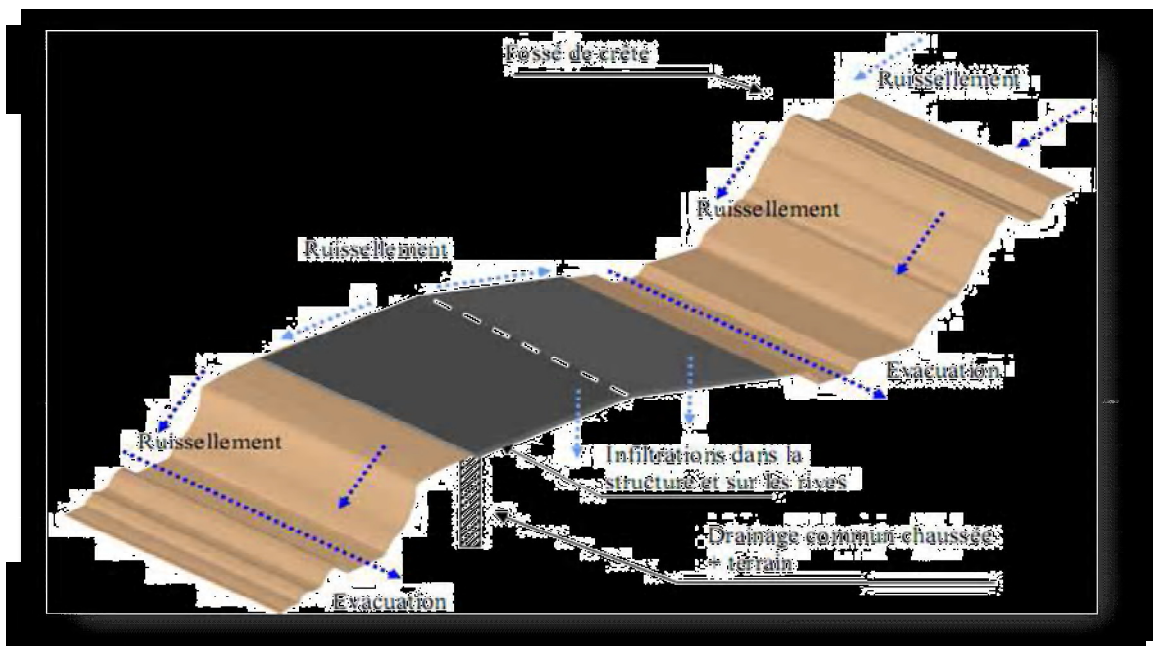 Fossé de crête
Ruissellement
Ruissellement
Ruissellement
Evacuation
Ruissellement
Infiltrations dans la
structure et sur les rives
Drainage commun chaussée
+ terrain
Evacuation